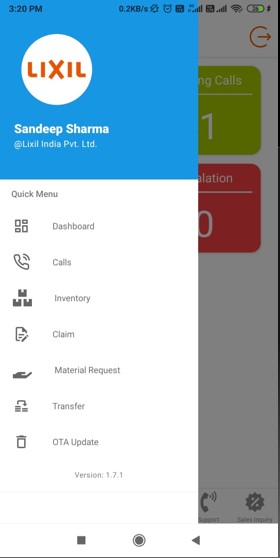 3:20 PM 0.2KB/s
LIXIL
Sandeep Sharma
@Lixil India Pvt. Ltd.
ng Calls
1
alation
0
Quick Menu
Dashboard
Calls
Inventory
Claim
Material Request
Transfer
OTA Update
Version: 1.7.1
Support
Sales Inquiry